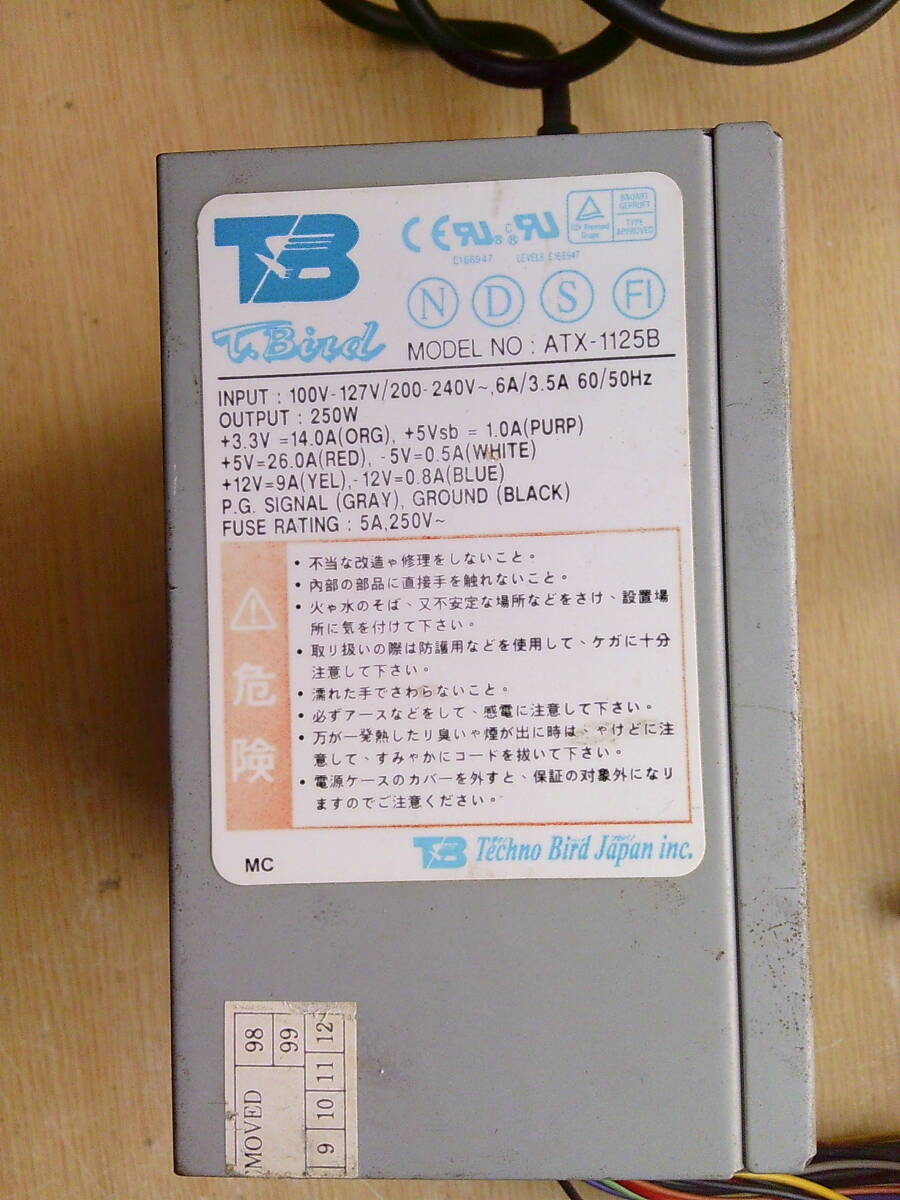 TB
CE RU® c RU®
E166947 LEVEL6 E166947
BAUART
GEPRÜFT
TYPE
APPROVED
N D S FI
T.Bird
MODEL NO : ATX-1125B
INPUT : 100V-127V/200-240V~,6A/3.5A 60/50Hz
OUTPUT : 250W
+3.3V =14.0A(ORG), +5Vsb = 1.0A(PURP)
+5V=26.0A(RED), -5V=0.5A(WHITE)
+12V=9A(YEL),-12V=0.8A(BLUE)
P.G. SIGNAL (GRAY), GROUND (BLACK)
FUSE RATING : 5A,250V~
危険
・不当な改造や修理をしないこと。
・内部の部品に直接手を触れないこと。
・火や水のそば、又不安定な場所などをさけ、設置場
所に気を付けて下さい。
・取り扱いの際は防護用などを使用して、ケガに十分
注意して下さい。
・濡れた手でさわらないこと。
・必ずアースなどをして、感電に注意して下さい。
・万が一発熱したり臭いや煙が出に時は やけどに注
意して、すみやかにコードを抜いて下さい。
・電源ケースのカバーを外すと、保証の対象外になり
ますのでご注意ください。
MC
TB Techno Bird Japan inc.
98
99
MOVED
9 10 11 12